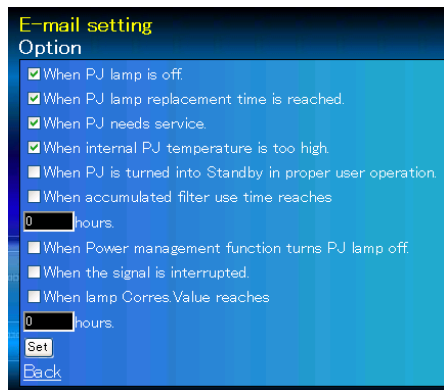 E-mail setting
Option
When PJ lamp is off.
When PJ lamp replacement time is reached.
When PJ needs service.
When internal PJ temperature is too high.
When PJ is turned into Standby in proper user operation.
When accumulated filter use time reaches
0 hours.
When Power management function turns PJ lamp off.
When the signal is interrupted.
When lamp Corres.Value reaches
0 hours.
Set
Back